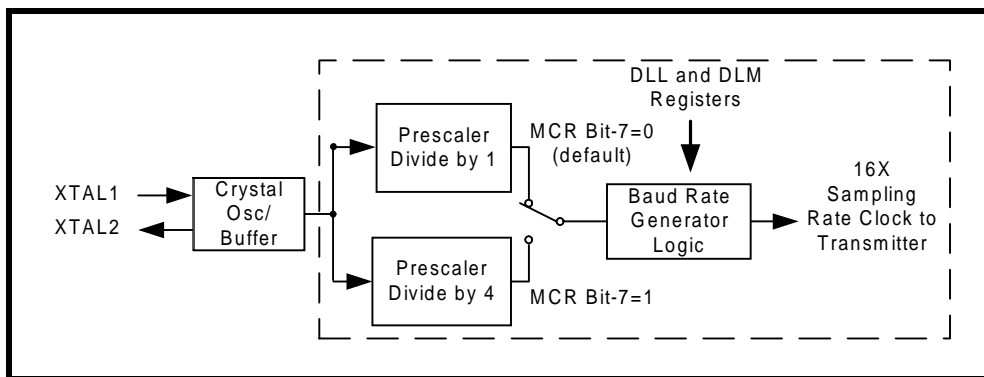 DLL and DLM
Registers
Prescaler
Divide by 1
MCR Bit-7=0
(default)
XTAL1
XTAL2
Crystal
Osc/
Buffer
Baud Rate
Generator
Logic
16X
Sampling
Rate Clock to
Transmitter
Prescaler
Divide by 4
MCR Bit-7=1